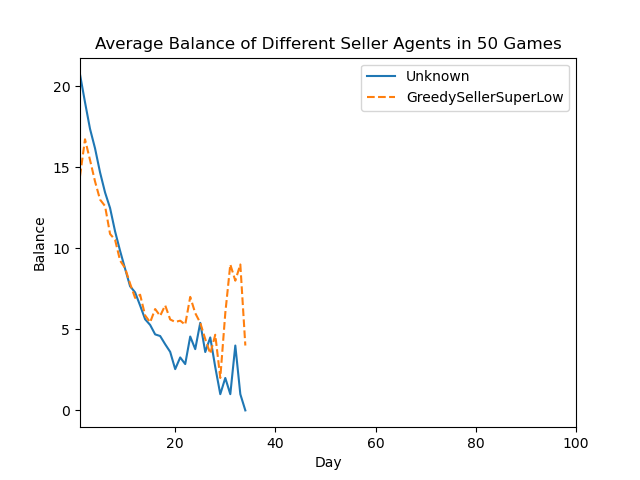 Average Balance of Different Seller Agents in 50 Games
Unknown
GreedySellerSuperLow
Balance
20
15
10
5
0
20
40
60
80
100
Day